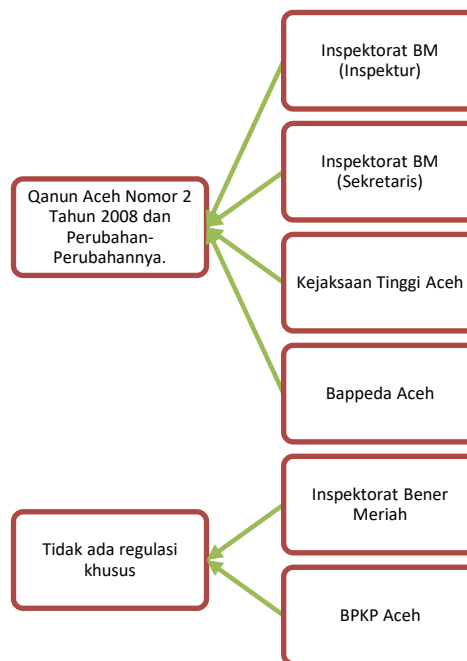 Inspektorat BM
(Inspektur)
Inspektorat BM
(Sekretaris)
Qanun Aceh Nomor 2
Tahun 2008 dan
Perubahan-
Perubahannya.
Kejaksaan Tinggi Aceh
Bappeda Aceh
Inspektorat Bener
Meriah
Tidak ada regulasi
khusus
BPKP Aceh